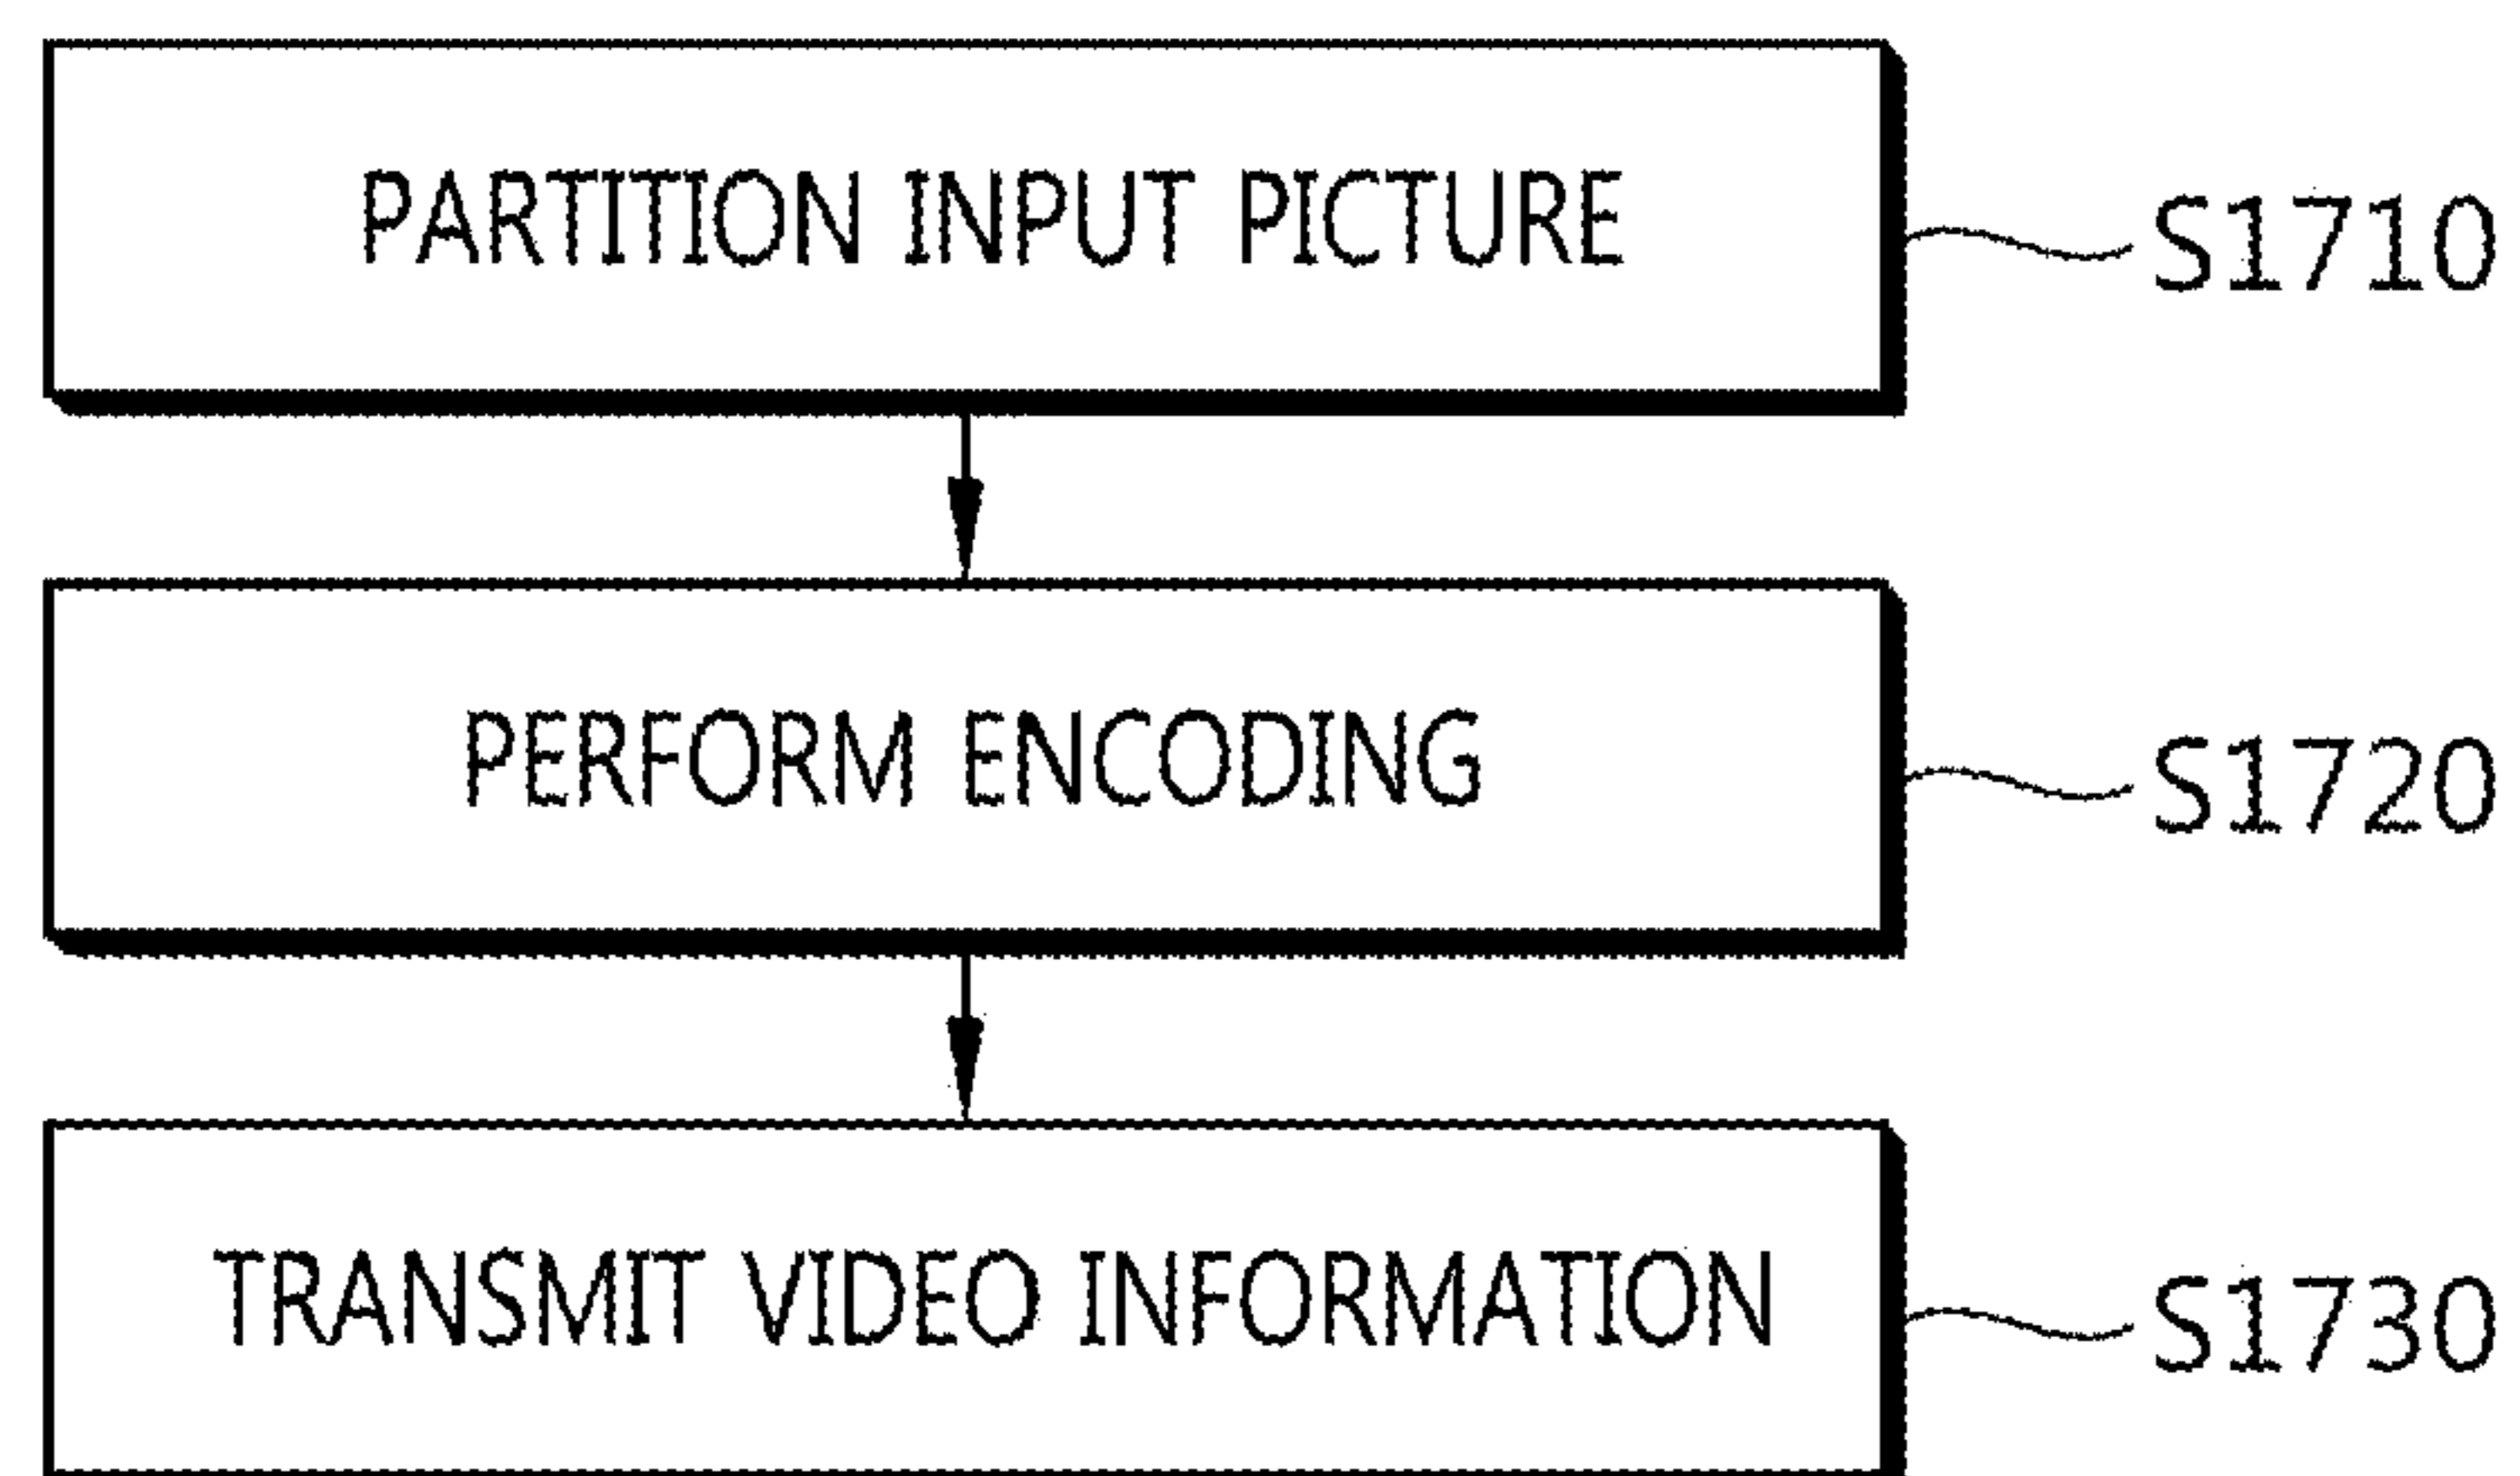 PARTITION INPUT PICTURE
S1710
PERFORM ENCODING
S1720
TRANSMIT VIDEO INFORMATION
S1730